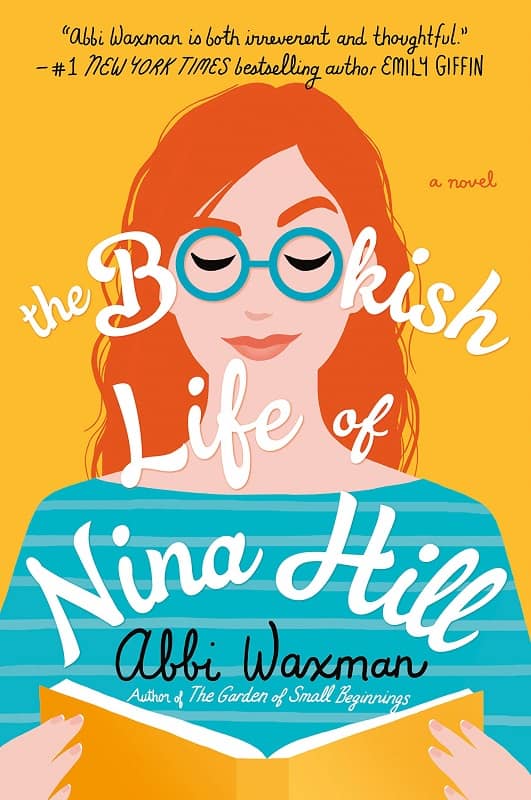 "Abbi Waxman is both irreverent and thoughtful."
—#1 NEW YORK TIMES bestselling author EMILY GIFFIN
a novel
the Bookish
Life of
Nina Hill
Abbi Waxman
Author of The Garden of Small Beginnings